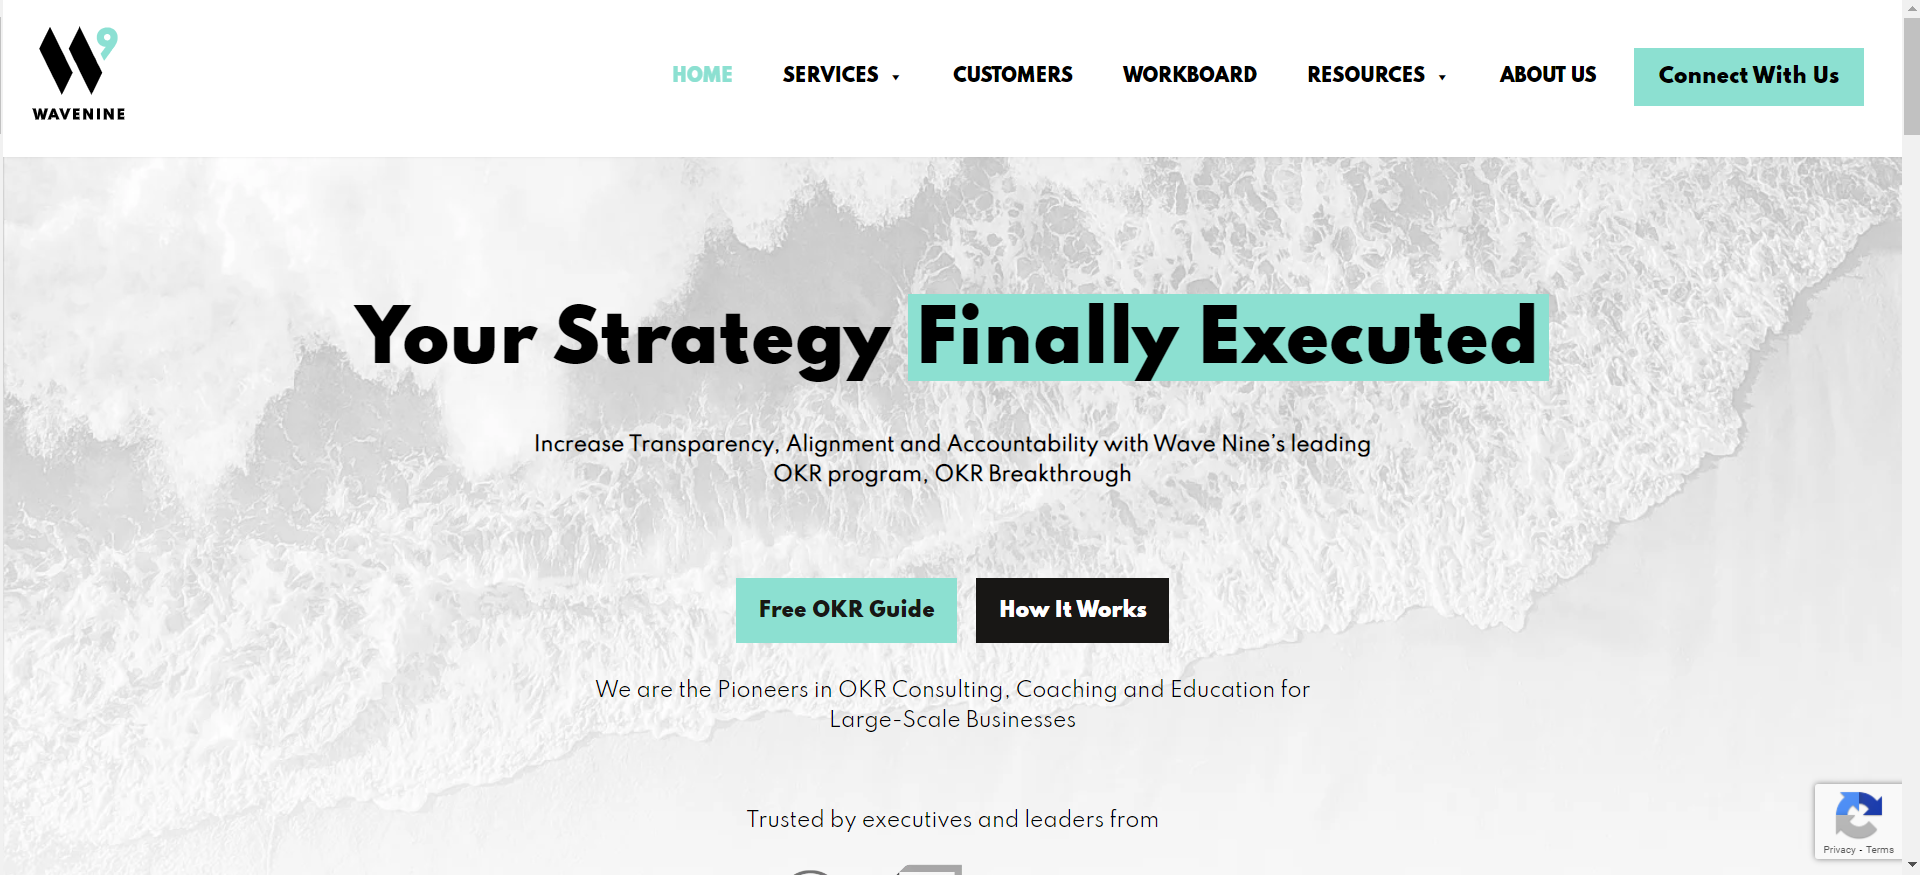 W9
WAVENINE
HOME
SERVICES
CUSTOMERS
WORKBOARD
RESOURCES
ABOUT US
Connect With Us
Your Strategy Finally Executed
Increase Transparency, Alignment and Accountability with Wave Nine's leading
OKR program, OKR Breakthrough
Free OKR Guide
How It Works
We are the Pioneers in OKR Consulting, Coaching and Education for
Large-Scale Businesses
Trusted by executives and leaders from
Privacy - Terms